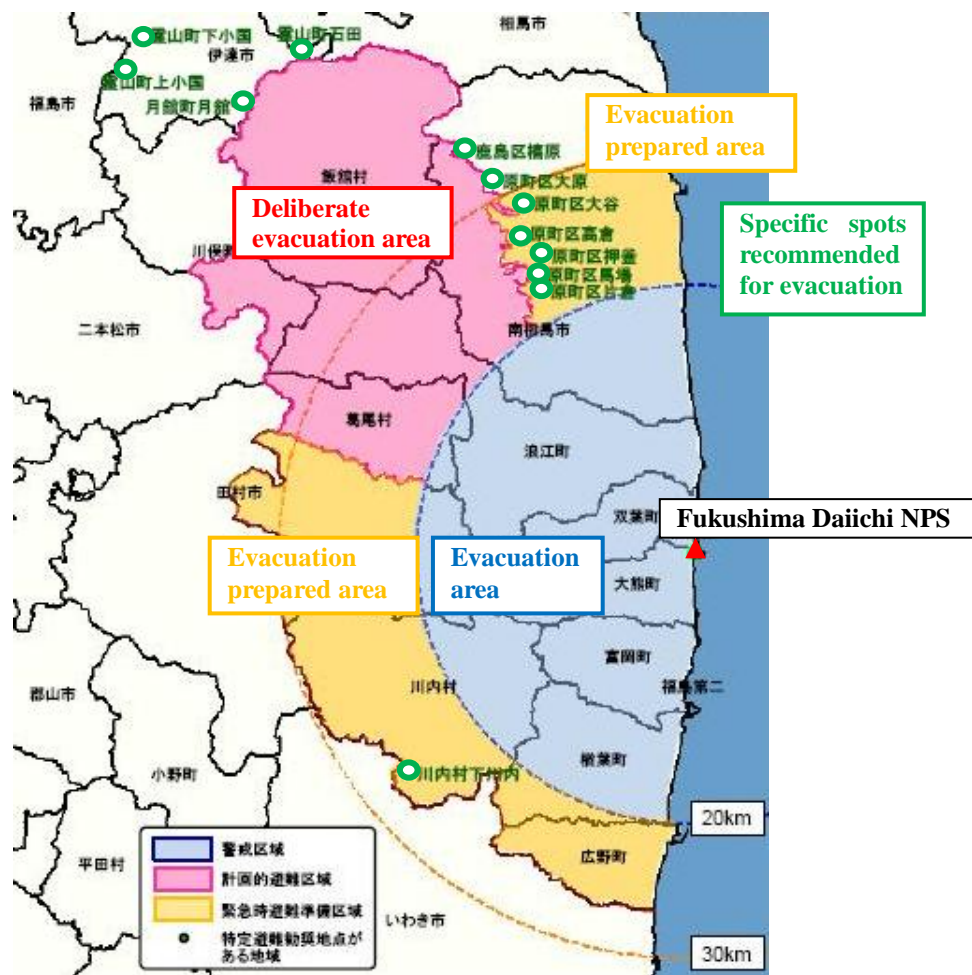 相馬市
霊山町下小国
霊山町石田
伊達市
霊山町上小国
福島市
月舘町月舘
Evacuation
prepared area
鹿島区橲原
飯舘村
原町区大原
Deliberate
evacuation area
原町区大谷
Specific spots
recommended
for evacuation
原町区高倉
川俣町
原町区押釜
原町区馬場
原町区片倉
二本松市
南相馬市
葛尾村
浪江町
田村市
双葉町
Fukushima Daiichi NPS
Evacuation
prepared area
Evacuation
area
大熊町
富岡町
川内村
福島第二
郡山市
楢葉町
小野町
川内村下川内
20km
広野町
平田村
警戒区域
計画的避難区域
緊急時避難準備区域
特定避難勧奨地点が
ある地域
いわき市
30km